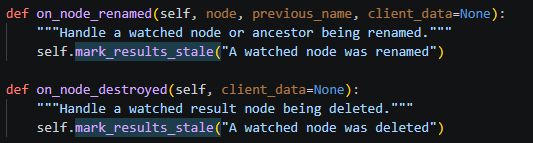 def on_node_renamed(self, node, previous_name, client_data=None):
    """Handle a watched node or ancestor being renamed."""
    self.mark_results_stale("A watched node was renamed")

def on_node_destroyed(self, client_data=None):
    """Handle a watched result node being deleted."""
    self.mark_results_stale("A watched node was deleted")